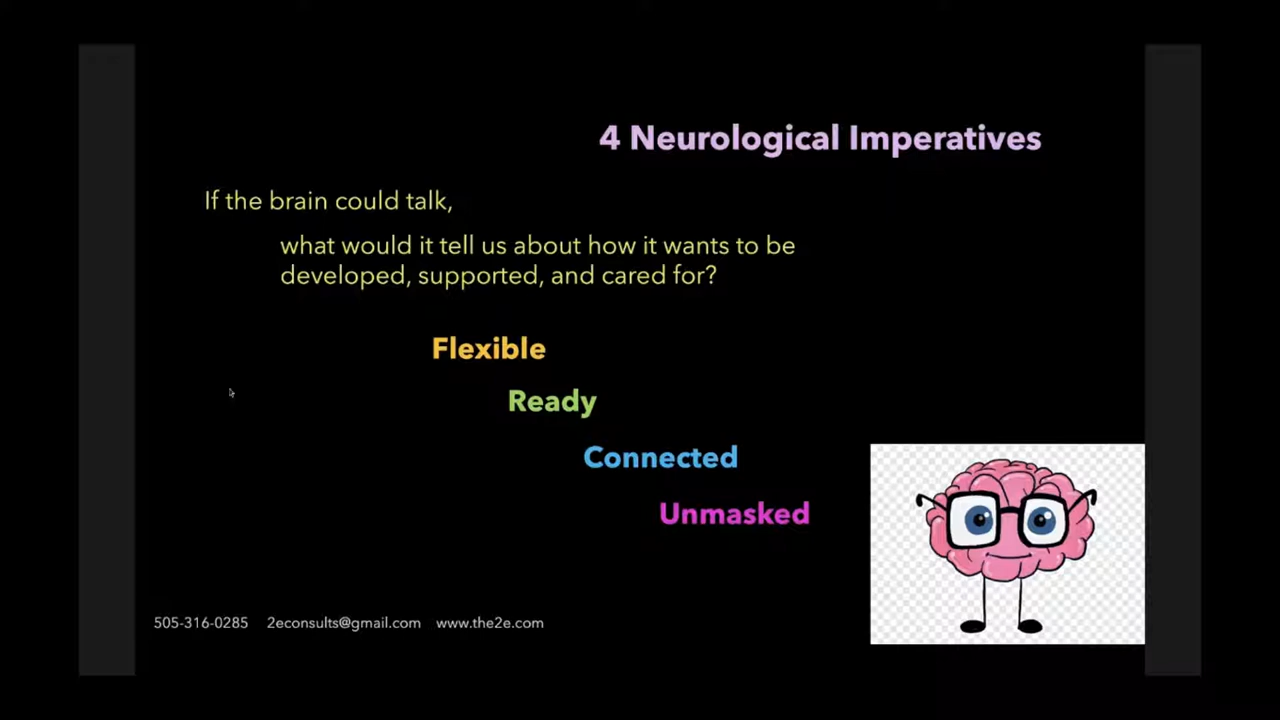 4 Neurological Imperatives
If the brain could talk,
what would it tell us about how it wants to be
developed, supported, and cared for?
Flexible
Ready
Connected
Unmasked
505-316-0285 2econsults@gmail.com www.the2e.com